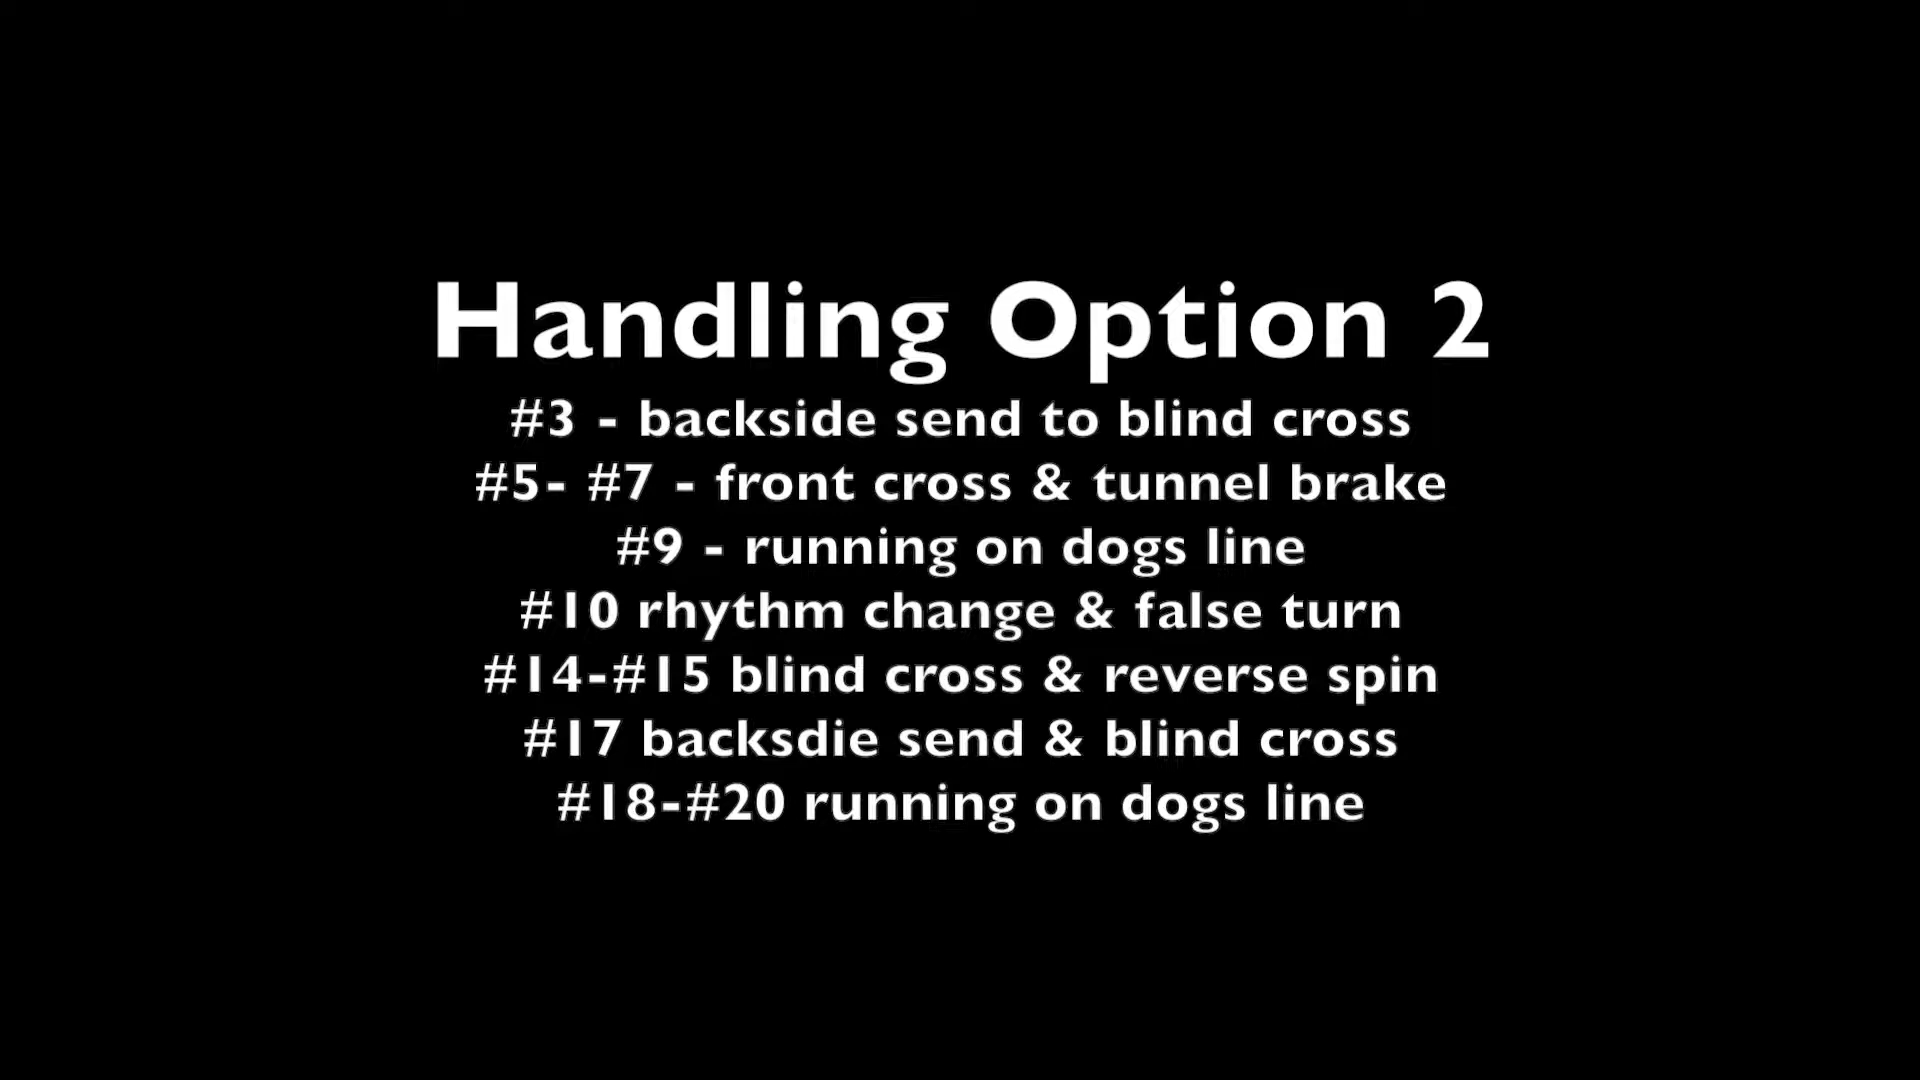 Handling Option 2
#3 - backside send to blind cross
#5- #7 - front cross & tunnel brake
#9 - running on dogs line
#10 rhythm change & false turn
#14-#15 blind cross & reverse spin
#17 backsdie send & blind cross
#18-#20 running on dogs line